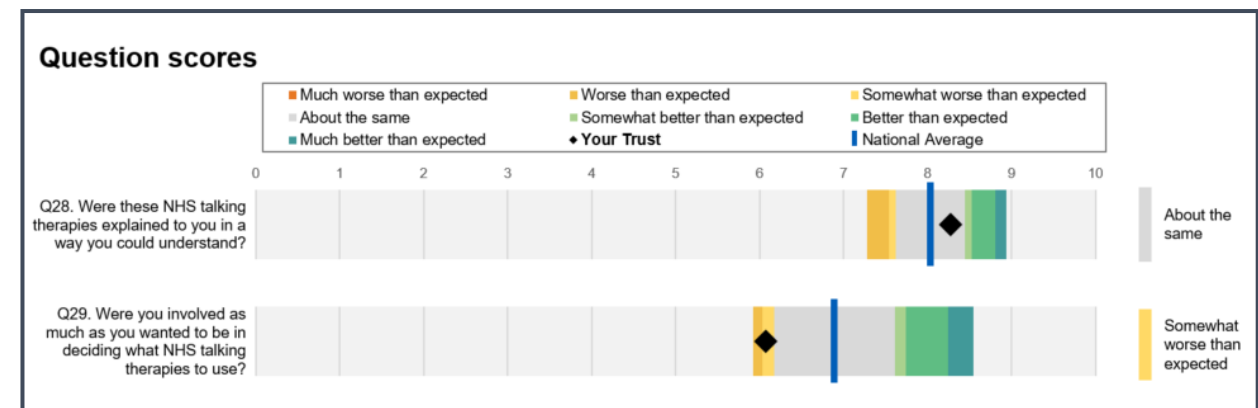 Question scores
Much worse than expected
Worse than expected
Somewhat worse than expected
About the same
Somewhat better than expected
Better than expected
Much better than expected
Your Trust
National Average
0 1 2 3 4 5 6 7 8 9 10
Q28. Were these NHS talking
therapies explained to you in a
way you could understand?
About the
same
Q29. Were you involved as
much as you wanted to be in
deciding what NHS talking
therapies to use?
Somewhat
worse than
expected